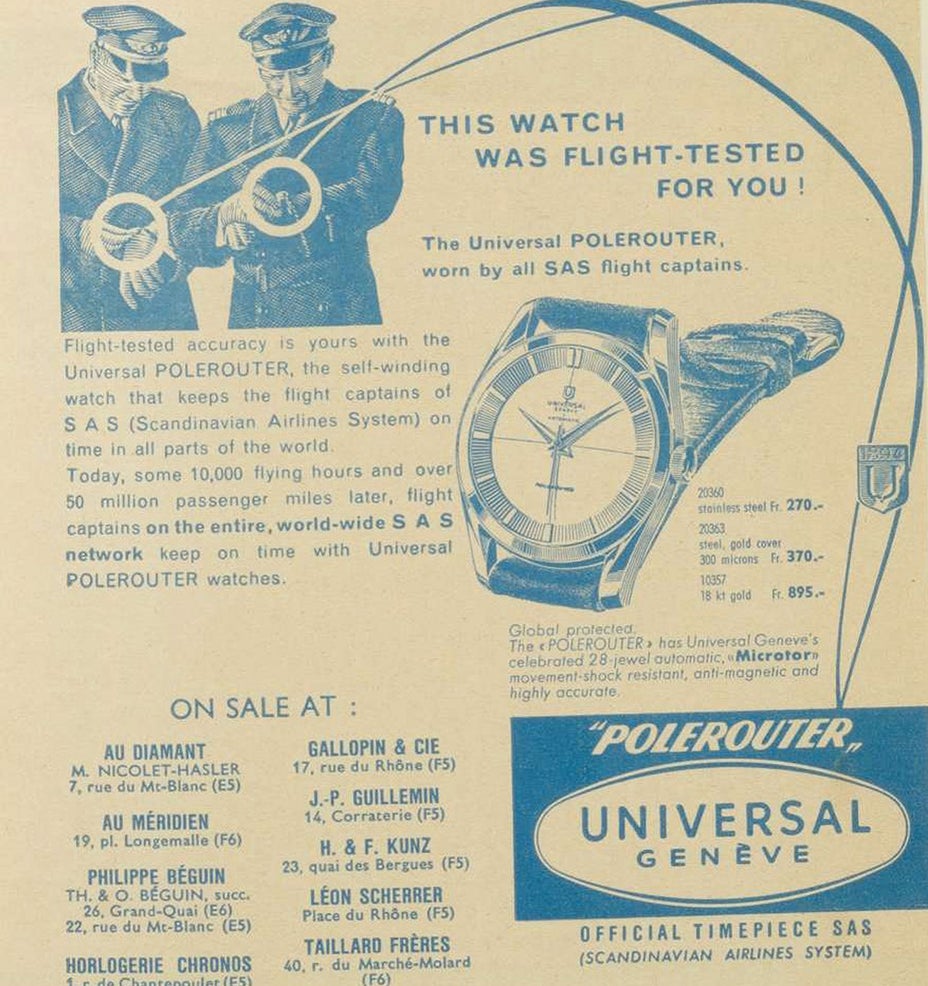 THIS WATCH
WAS FLIGHT-TESTED
FOR YOU !
The Universal POLEROUTER,
worn by all SAS flight captains.
Flight-tested accuracy is yours with the
Universal POLEROUTER, the self-winding
watch that keeps the flight captains of
S A S (Scandinavian Airlines System) on
time in all parts of the world.
Today, some 10,000 flying hours and over
50 million passenger miles later, flight
captains on the entire, world-wide S A S
network keep on time with Universal
POLEROUTER watches.
UNIVERSAL
GENEVE
AUTOMATIC
20360
stainless steel Fr. 270.-
20363
steel, gold cover
300 microns Fr. 370.-
10357
18 kt gold Fr. 895.-
Global protected.
The «POLEROUTER» has Universal Geneve's
celebrated 28-jewel automatic, «Microtor»
movement-shock resistant, anti-magnetic and
highly accurate.
ON SALE AT :
AU DIAMANT
M. NICOLET-HASLER
7, rue du Mt-Blanc (E5)
AU MÉRIDIEN
19, pl. Longemalle (F6)
PHILIPPE BÉGUIN
TH. & O. BÉGUIN, succ.
26, Grand-Quai (E6)
22, rue du Mt-Blanc (E5)
HORLOGERIE CHRONOS
1, r. de Chantepoulet (E5)
GALLOPIN & CIE
17, rue du Rhône (F5)
J.-P. GUILLEMIN
14, Corraterie (F5)
H. & F. KUNZ
23, quai des Bergues (F5)
LÉON SCHERRER
Place du Rhône (F5)
TAILLARD FRÈRES
40, r. du Marché-Molard
(F6)
"POLEROUTER„
UNIVERSAL
GENÈVE
OFFICIAL TIMEPIECE SAS
(SCANDINAVIAN AIRLINES SYSTEM)